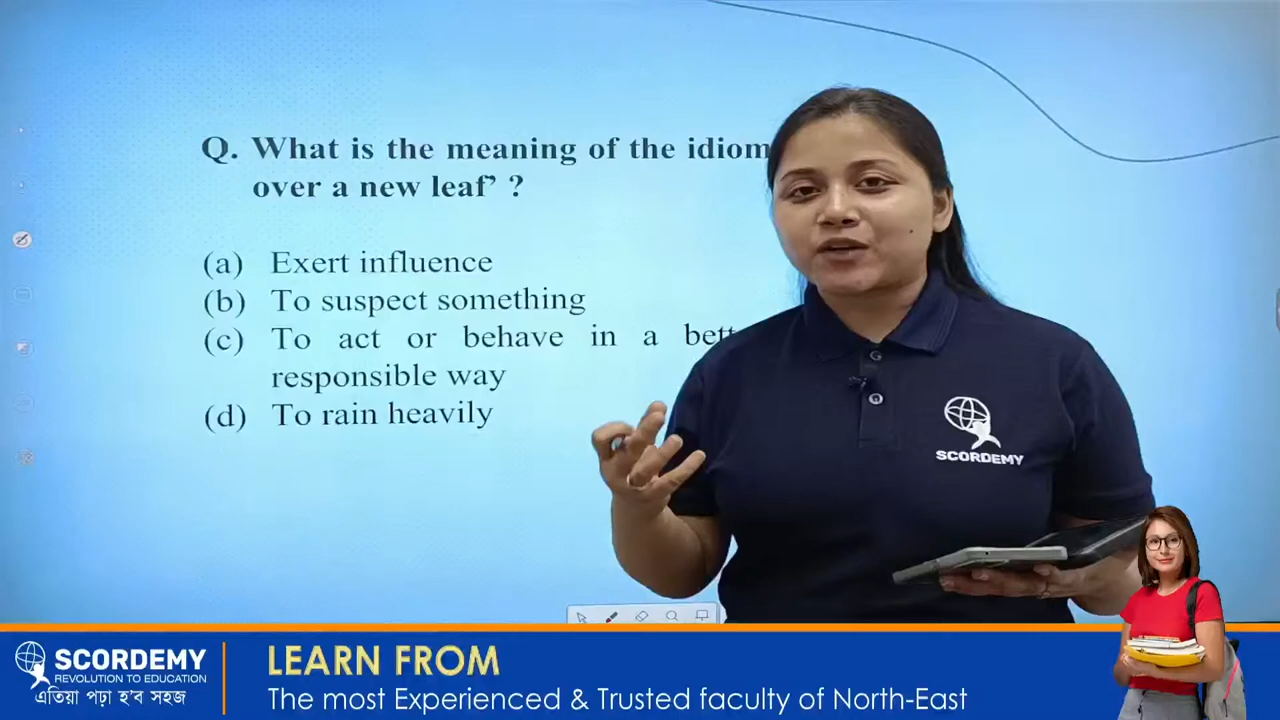 Q. What is the meaning of the idiom
over a new leaf’ ?
(a) Exert influence
(b) To suspect something
(c) To act or behave in a
responsible way
(d) To rain heavily
SCORDEMY
SCORDEMY
REVOLUTION TO EDUCATION
এতিয়া পঢ়া হ'ব সহজ
LEARN FROM
The most Experienced & Trusted faculty of North-East